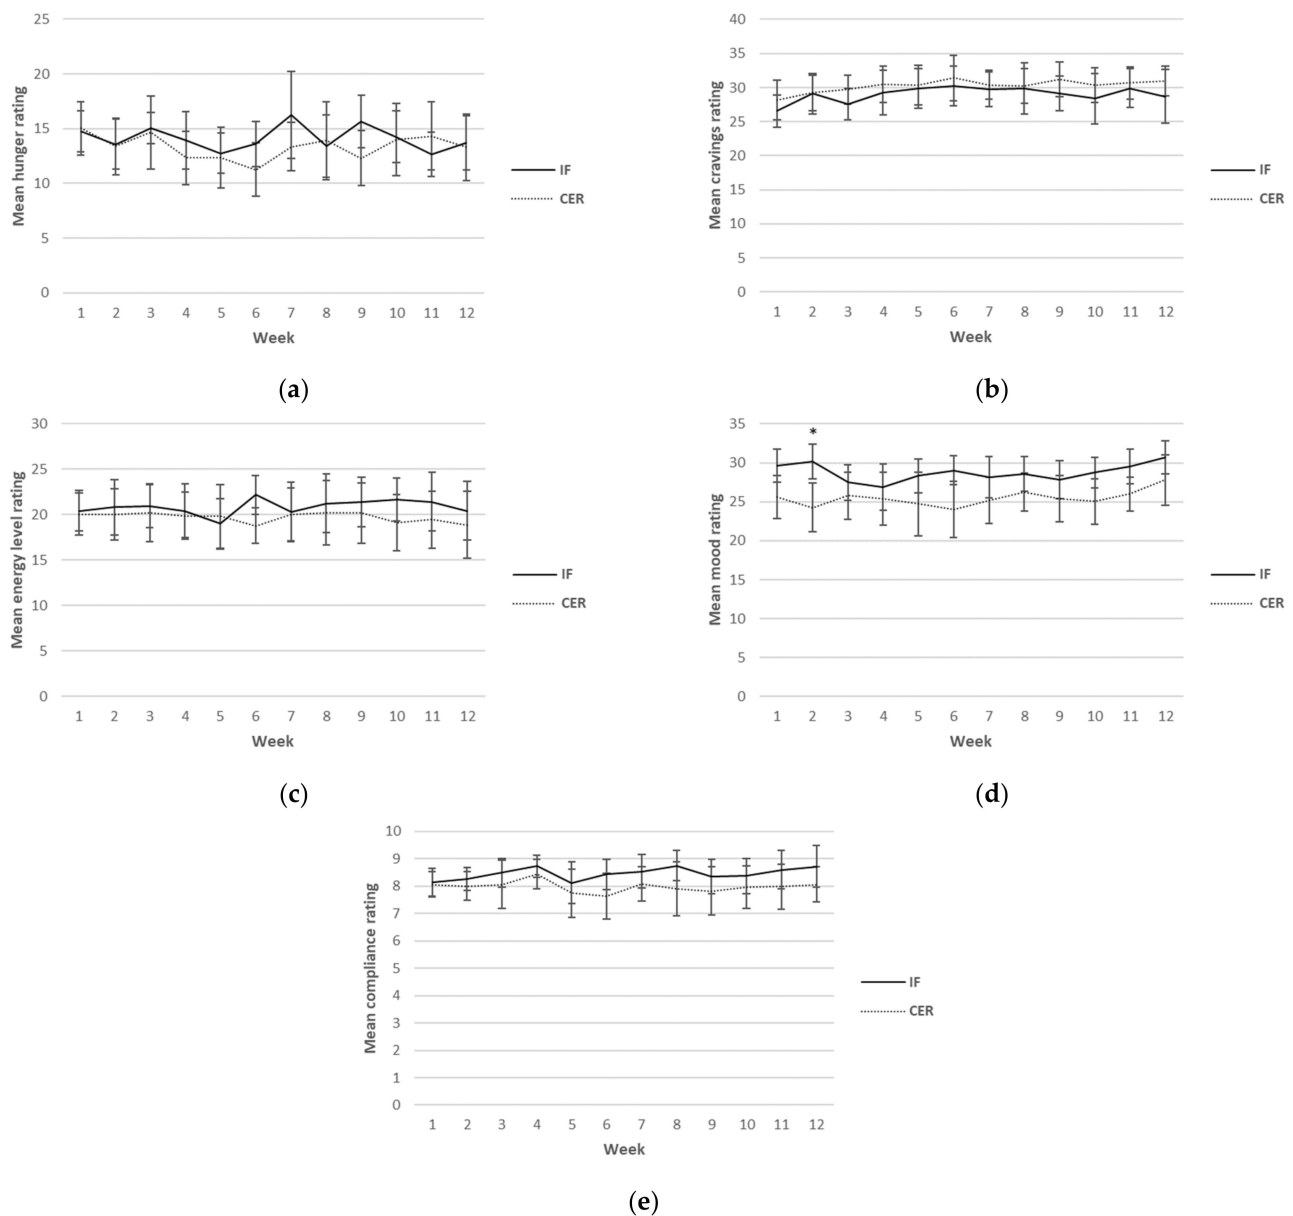 25
20
15
10
5
0
Mean hunger rating
1 2 3 4 5 6 7 8 9 10 11 12
Week
IF
CER
(a)
40
35
30
25
20
15
10
5
0
Mean cravings rating
1 2 3 4 5 6 7 8 9 10 11 12
Week
IF
CER
(b)
30
25
20
15
10
5
0
Mean energy level rating
1 2 3 4 5 6 7 8 9 10 11 12
Week
IF
CER
(c)
35
30
25
20
15
10
5
0
Mean mood rating
*
1 2 3 4 5 6 7 8 9 10 11 12
Week
IF
CER
(d)
10
9
8
7
6
5
4
3
2
1
0
Mean compliance rating
1 2 3 4 5 6 7 8 9 10 11 12
Week
IF
CER
(e)